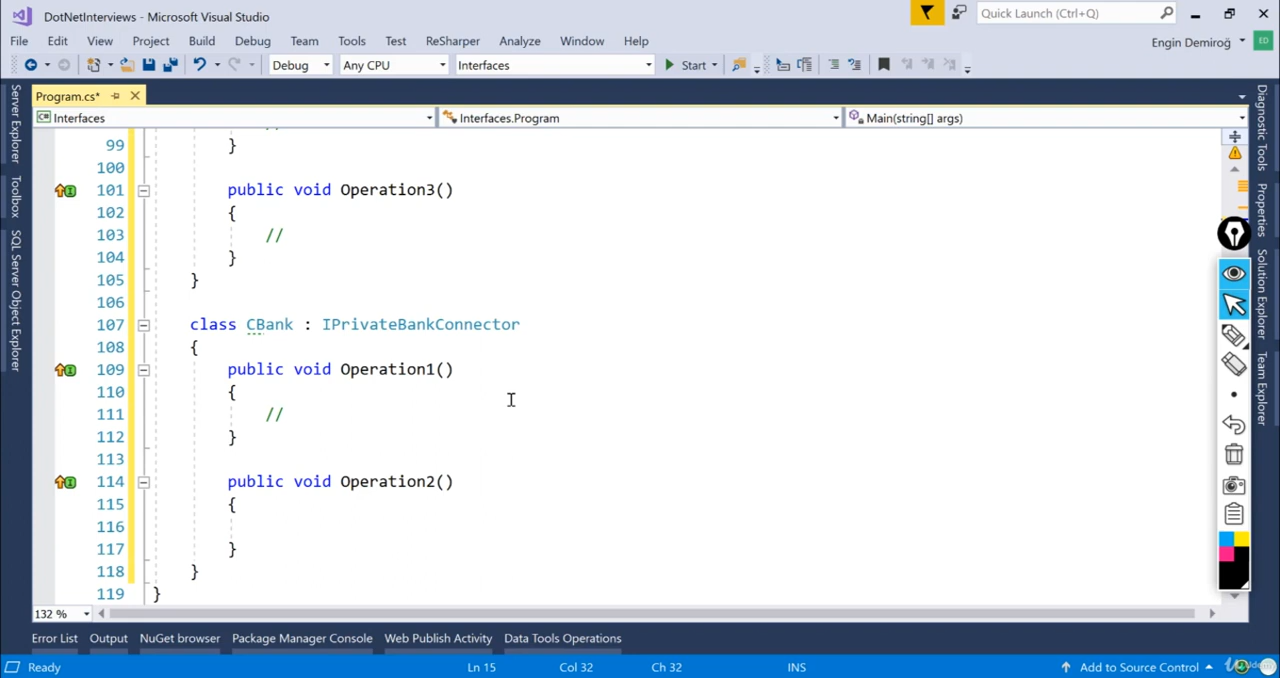 DotNetInterviews - Microsoft Visual Studio
Quick Launch (Ctrl+Q)
File Edit View Project Build Debug Team Tools Test ReSharper Analyze Window Help
Engin Demiroğ
ED
Debug Any CPU Interfaces Start
Program.cs*
Interfaces
Interfaces.Program
Main(string[] args)
Server Explorer
Toolbox
SQL Server Object Explorer
Diagnostic Tools
Properties
Solution Explorer
Team Explorer
//
99 }
100
101 public void Operation3()
102 {
103 //
104 }
105 }
106
107 class CBank : IPrivateBankConnector
108 {
109 public void Operation1()
110 {
111 //
112 }
113
114 public void Operation2()
115 {
116
117 }
118 }
119 }
132 %
Error List Output NuGet browser Package Manager Console Web Publish Activity Data Tools Operations
Ready Ln 15 Col 32 Ch 32 INS Add to Source Control